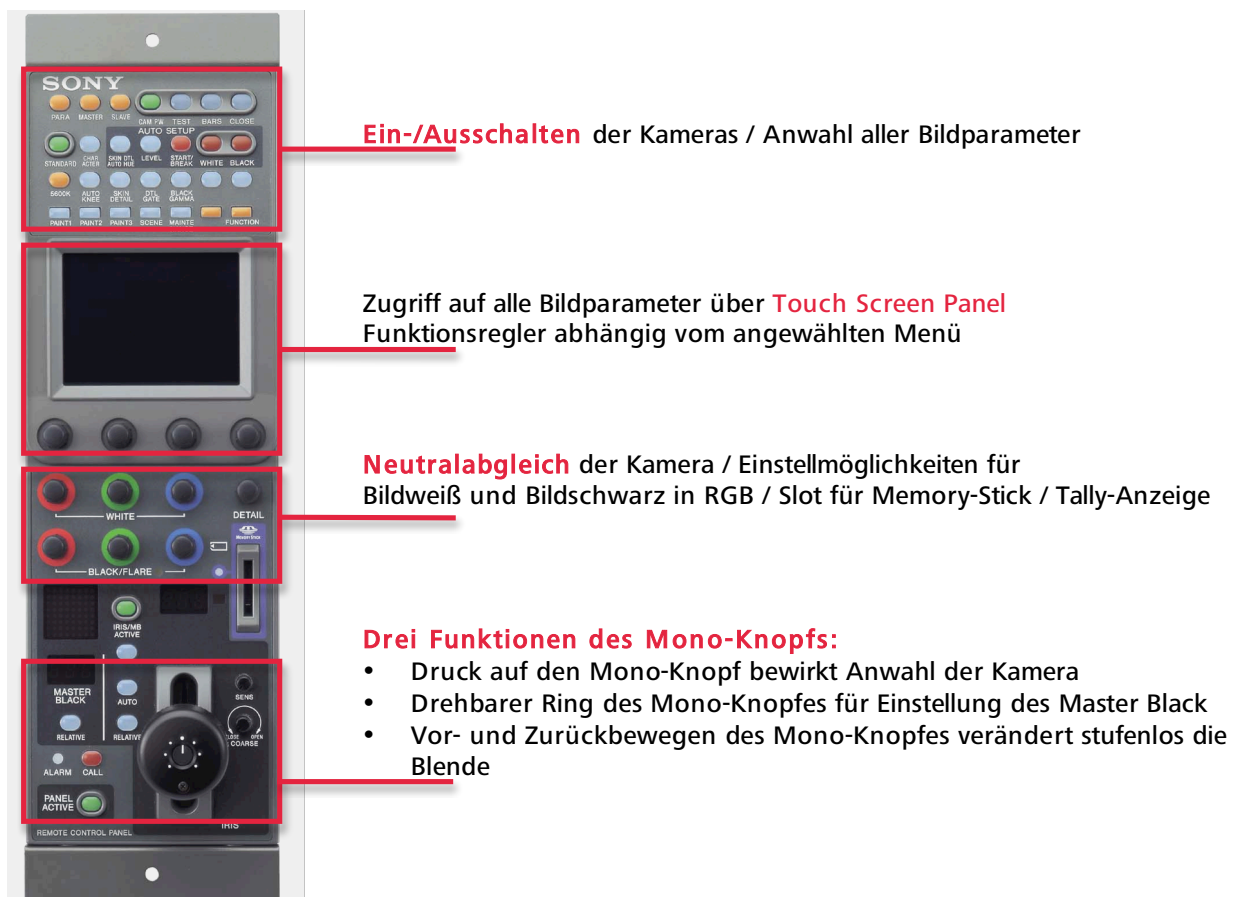 SONY
PARA MASTER SLAVE CAM PW TEST BARS CLOSE
AUTO SETUP
STANDARD CHAR ACTER SKIN DTL AUTO HUE LEVEL START/ BREAK WHITE BLACK
5600K AUTO KNEE SKIN DETAIL DTL GATE BLACK GAMMA
PAINT1 PAINT2 PAINT3 SCENE MAINTE FUNCTION
Ein-/Ausschalten der Kameras / Anwahl aller Bildparameter
Zugriff auf alle Bildparameter über Touch Screen Panel
Funktionsregler abhängig vom angewählten Menü
WHITE
DETAIL
MEMORY STICK
BLACK/FLARE
Neutralabgleich der Kamera / Einstellmöglichkeiten für
Bildweiß und Bildschwarz in RGB / Slot für Memory-Stick / Tally-Anzeige
IRIS/MB
ACTIVE
MASTER
BLACK
AUTO
SENS
RELATIVE RELATIVE
CLOSE OPEN
COARSE
ALARM CALL
PANEL
ACTIVE
IRIS
REMOTE CONTROL PANEL
Drei Funktionen des Mono-Knopfs:
• Druck auf den Mono-Knopf bewirkt Anwahl der Kamera
• Drehbarer Ring des Mono-Knopfes für Einstellung des Master Black
• Vor- und Zurückbewegen des Mono-Knopfes verändert stufenlos die
Blende